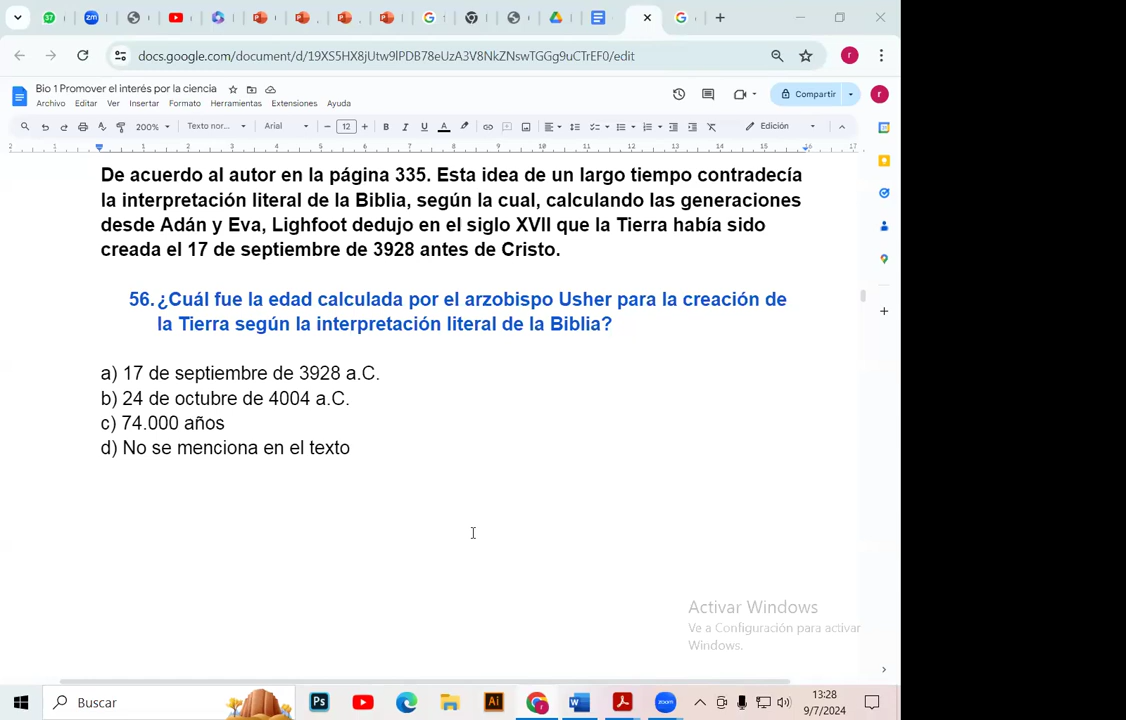 docs.google.com/document/d/19XS5HX8jUtw9lPDB78eUzA3V8NkZNswTGGg9uCTrEF0/edit
Bio 1 Promover el interés por la ciencia
Archivo Editar Ver Insertar Formato Herramientas Extensiones Ayuda
Compartir
200% Texto nor... Arial 12 Edición
De acuerdo al autor en la página 335. Esta idea de un largo tiempo contradecía
la interpretación literal de la Biblia, según la cual, calculando las generaciones
desde Adán y Eva, Lighfoot dedujo en el siglo XVII que la Tierra había sido
creada el 17 de septiembre de 3928 antes de Cristo.
56. ¿Cuál fue la edad calculada por el arzobispo Usher para la creación de
la Tierra según la interpretación literal de la Biblia?
a) 17 de septiembre de 3928 a.C.
b) 24 de octubre de 4004 a.C.
c) 74.000 años
d) No se menciona en el texto
Activar Windows
Ve a Configuración para activar
Windows.
Buscar
13:28
9/7/2024